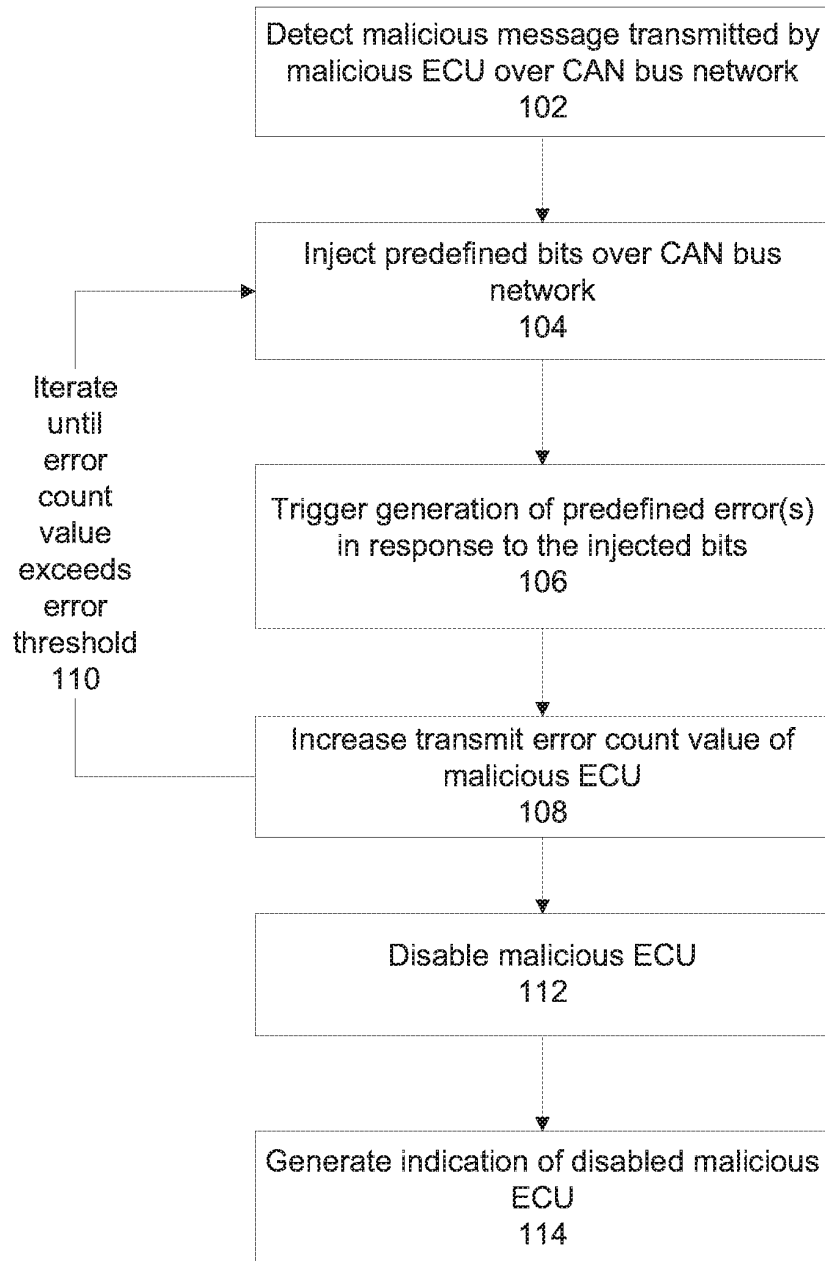 Detect malicious message transmitted by
malicious ECU over CAN bus network
102
Inject predefined bits over CAN bus
network
104
Iterate
until
error
count
value
exceeds
error
threshold
110
Trigger generation of predefined error(s)
in response to the injected bits
106
Increase transmit error count value of
malicious ECU
108
Disable malicious ECU
112
Generate indication of disabled malicious
ECU
114